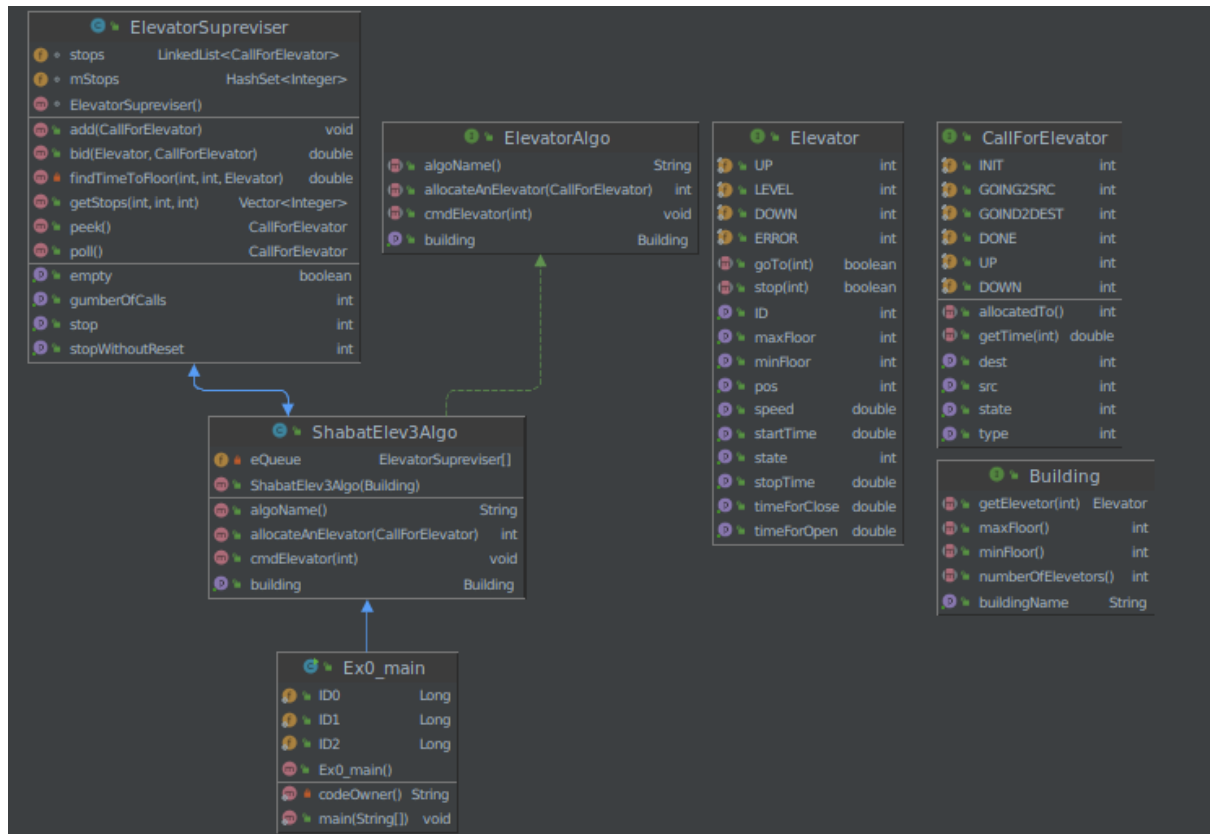 ElevatorSupreviser
stops LinkedList<CallForElevator>
mStops HashSet<Integer>
ElevatorSupreviser()
add(CallForElevator) void
bid(Elevator, CallForElevator) double
findTimeToFloor(int, int, Elevator) double
getStops(int, int, int) Vector<Integer>
peek() CallForElevator
poll() CallForElevator
empty boolean
gumberOfCalls int
stop int
stopWithoutReset int
ElevatorAlgo
algoName() String
allocateAnElevator(CallForElevator) int
cmdElevator(int) void
building Building
Elevator
UP int
LEVEL int
DOWN int
ERROR int
goTo(int) boolean
stop(int) boolean
ID int
maxFloor int
minFloor int
pos int
speed double
startTime double
state int
stopTime double
timeForClose double
timeForOpen double
CallForElevator
INIT int
GOING2SRC int
GOIND2DEST int
DONE int
UP int
DOWN int
allocatedTo() int
getTime(int) double
dest int
src int
state int
type int
Building
getElevetor(int) Elevator
maxFloor() int
minFloor() int
numberOfElevetors() int
buildingName String
ShabatElev3Algo
eQueue ElevatorSupreviser[]
ShabatElev3Algo(Building)
algoName() String
allocateAnElevator(CallForElevator) int
cmdElevator(int) void
building Building
Ex0_main
ID0 Long
ID1 Long
ID2 Long
Ex0_main()
codeOwner() String
main(String[]) void